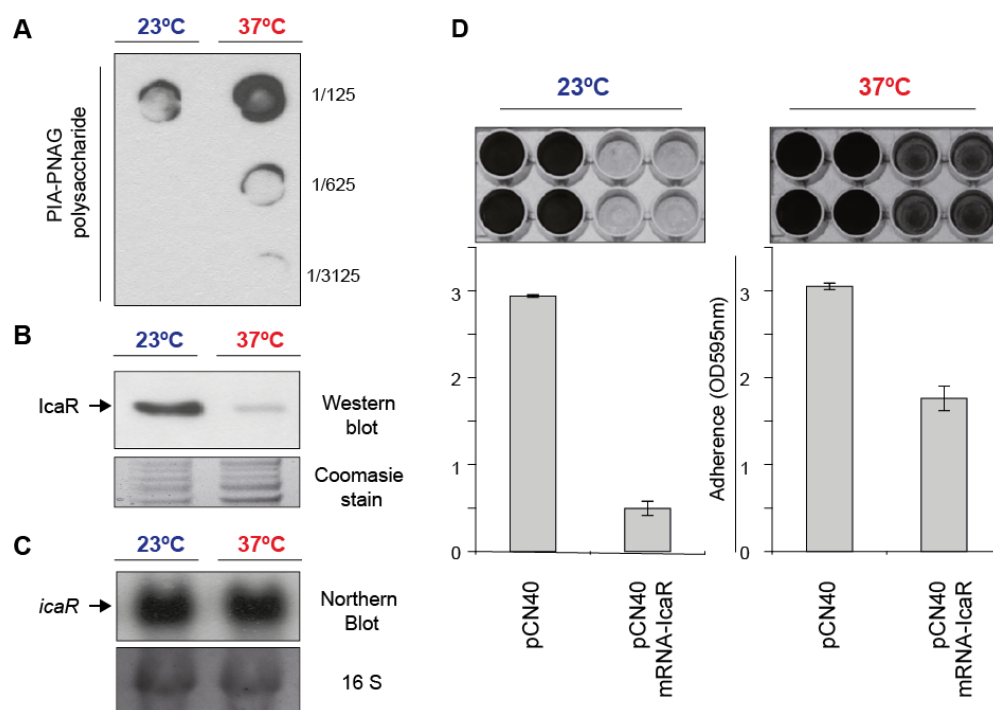 A
23ºC
37ºC
PIA-PNAG
polysaccharide
1/125
1/625
1/3125
B
23ºC
37ºC
IcaR
Western
blot
Coomasie
stain
C
23ºC
37ºC
icaR
Northern
Blot
16 S
D
23ºC
3
2
1
0
pCN40
pCN40
mRNA-IcaR
37ºC
Adherence (OD595nm)
3
2
1
0
pCN40
pCN40
mRNA-IcaR